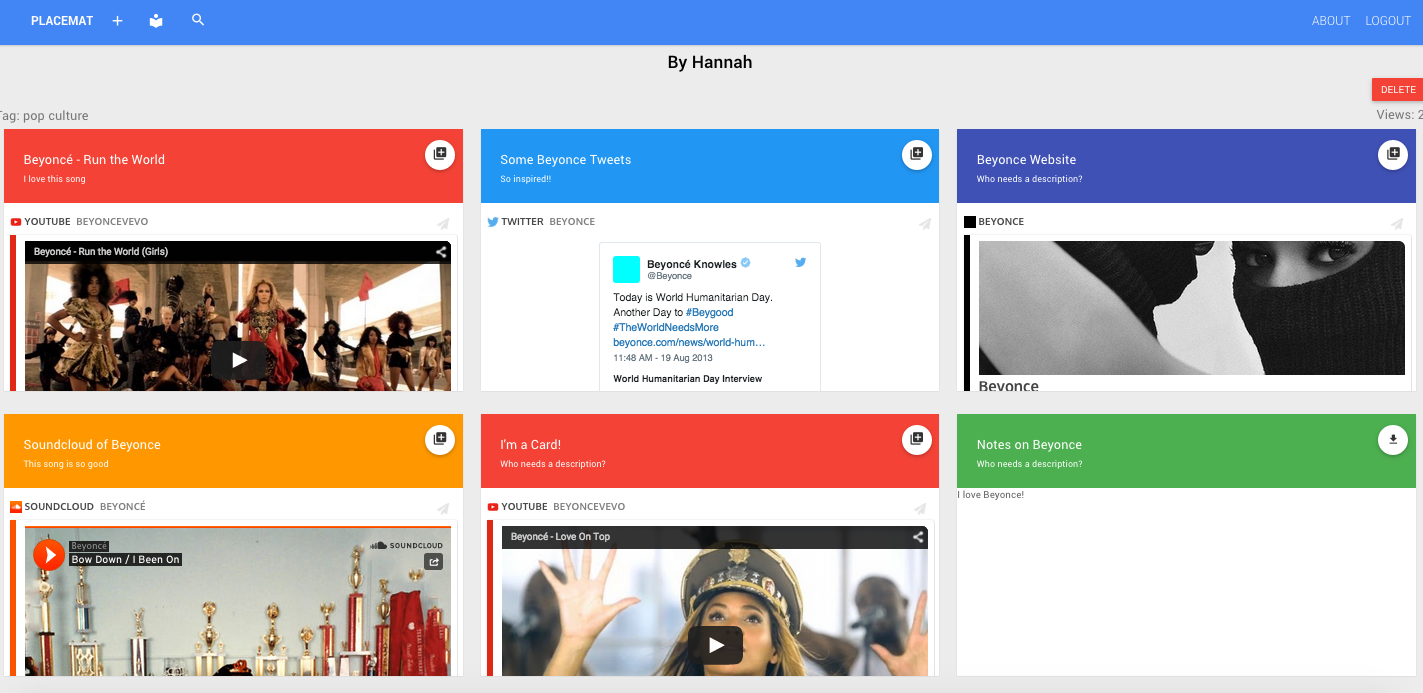 PLACEMAT
ABOUT LOGOUT
By Hannah
DELETE
Tag: pop culture
Views: 2
Beyoncé - Run the World
I love this song
YOUTUBE BEYONCEVEVO
Beyoncé - Run the World (Girls)
Some Beyonce Tweets
So inspired!!
TWITTER BEYONCE
Beyoncé Knowles
@Beyonce
Today is World Humanitarian Day.
Another Day to #Beygood
#TheWorldNeedsMore
beyonce.com/news/world-hum…
11:48 AM - 19 Aug 2013
World Humanitarian Day Interview
Beyonce Website
Who needs a description?
BEYONCE
Beyonce
Soundcloud of Beyonce
This song is so good
SOUNDCLOUD BEYONCÉ
Beyoncé
Bow Down / I Been On
SOUNDCLOUD
I'm a Card!
Who needs a description?
YOUTUBE BEYONCEVEVO
Beyoncé - Love On Top
Notes on Beyonce
Who needs a description?
I love Beyonce!